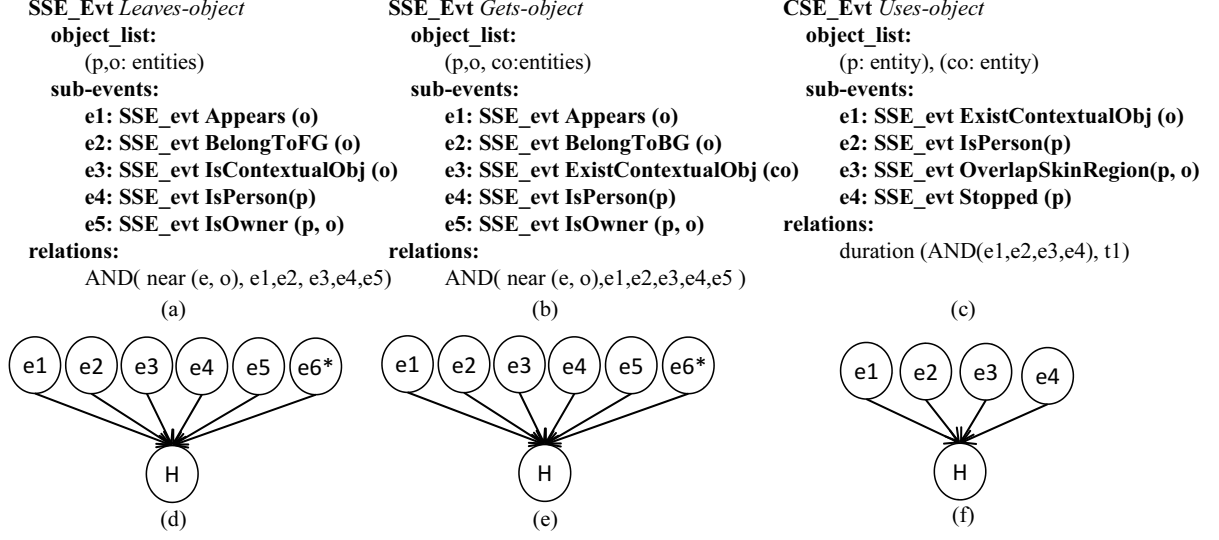 SSE_Evt Leaves-object
object_list:
(p,o: entities)
sub-events:
e1: SSE_evt Appears (o)
e2: SSE_evt BelongToFG (o)
e3: SSE_evt IsContextualObj (o)
e4: SSE_evt IsPerson(p)
e5: SSE_evt IsOwner (p, o)
relations:
AND( near (e, o), e1,e2, e3,e4,e5)
(a)
SSE_Evt Gets-object
object_list:
(p,o, co:entities)
sub-events:
e1: SSE_evt Appears (o)
e2: SSE_evt BelongToBG (o)
e3: SSE_evt ExistContextualObj (co)
e4: SSE_evt IsPerson(p)
e5: SSE_evt IsOwner (p, o)
relations:
AND( near (e, o),e1,e2,e3,e4,e5 )
(b)
CSE_Evt Uses-object
object_list:
(p: entity), (co: entity)
sub-events:
e1: SSE_evt ExistContextualObj (o)
e2: SSE_evt IsPerson(p)
e3: SSE_evt OverlapSkinRegion(p, o)
e4: SSE_evt Stopped (p)
relations:
duration (AND(e1,e2,e3,e4), t1)
(c)
e1 e2 e3 e4 e5 e6*
H
(d)
e1 e2 e3 e4 e5 e6*
H
(e)
e1 e2 e3 e4
H
(f)